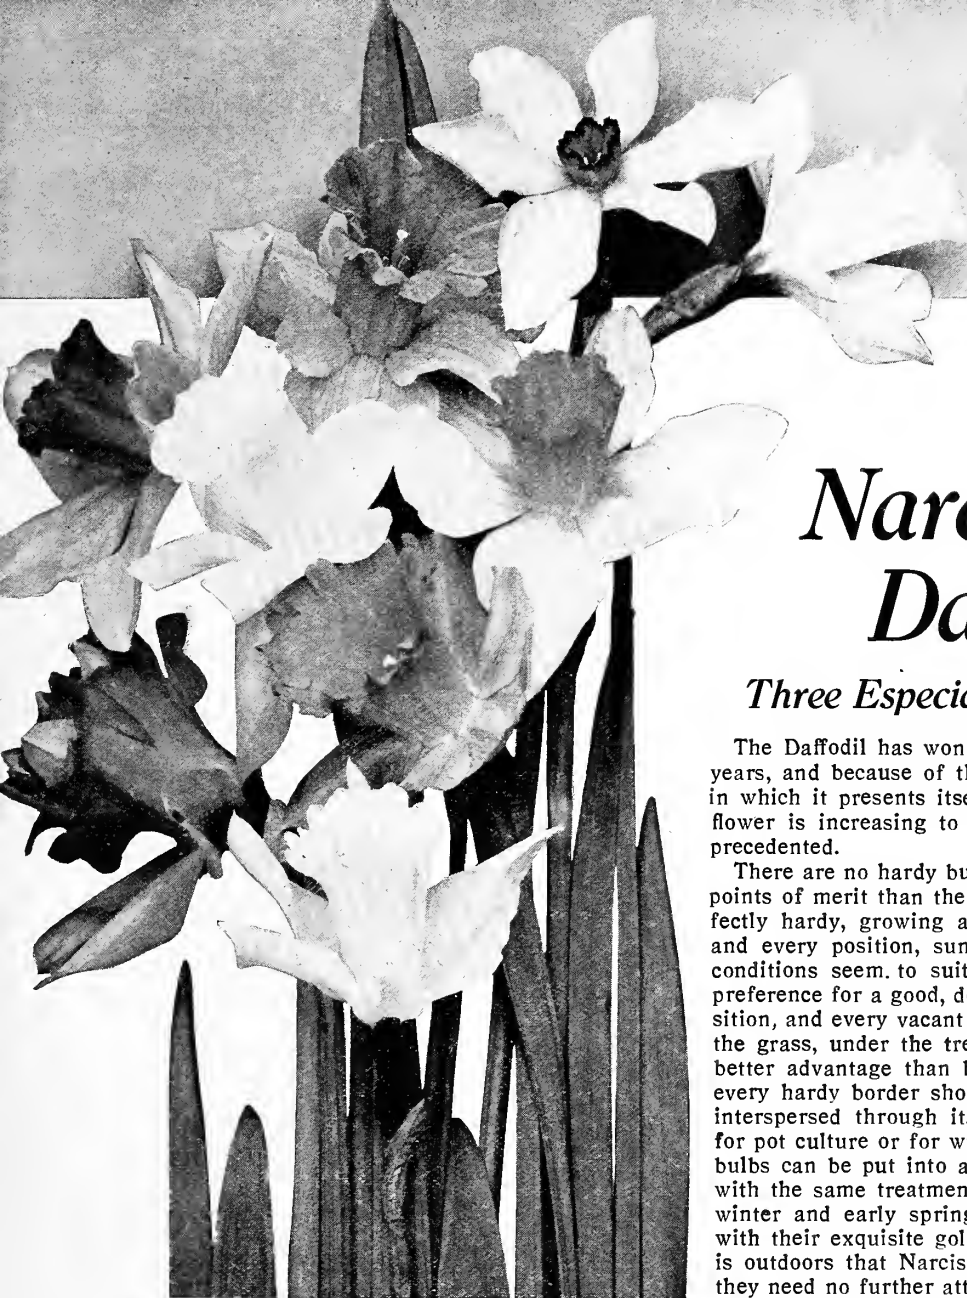 Narc
Da
Three Especia
The Daffodil has won
years, and because of th
in which it presents itse
flower is increasing to
precedented.
There are no hardy bu
points of merit than the
fectly hardy, growing a
and every position, sun
conditions seem. to suit
preference for a good, d
sition, and every vacant
the grass, under the tre
better advantage than l
every hardy border sho
interspersed through it.
for pot culture or for w
bulbs can be put into a
with the same treatmen
winter and early spring
with their exquisite gol
is outdoors that Narcis
they need no further att